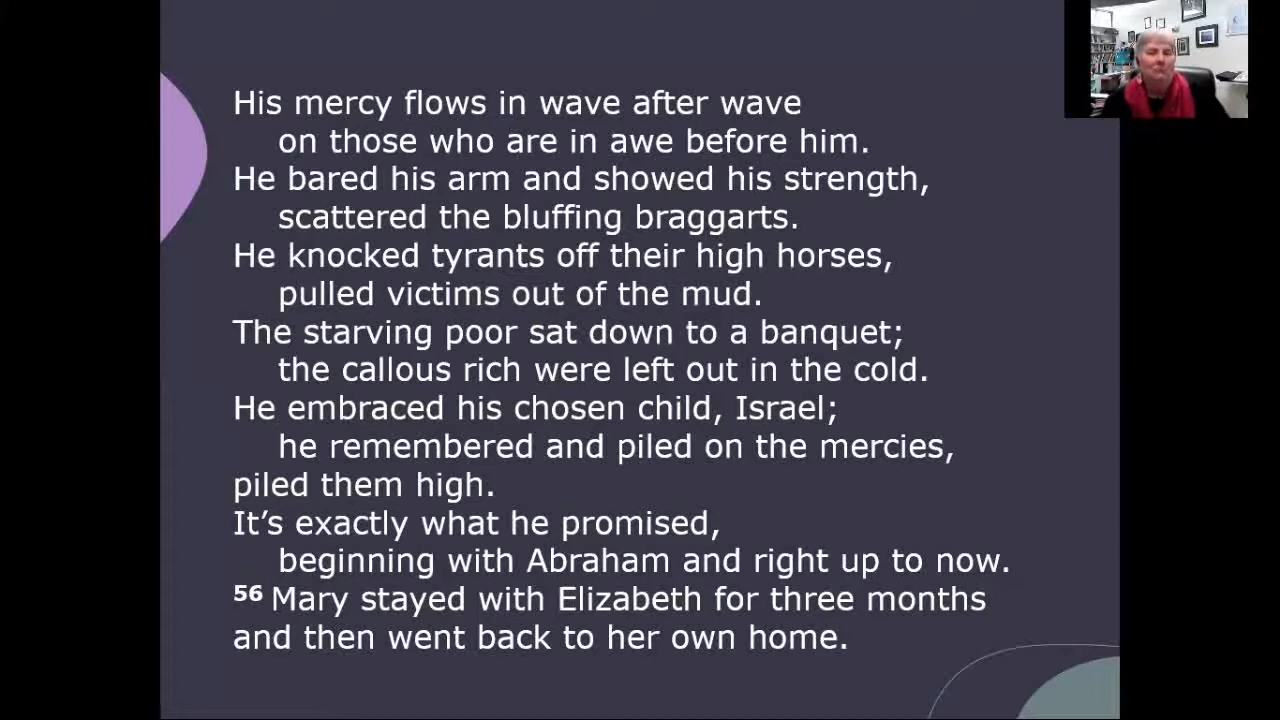 His mercy flows in wave after wave
on those who are in awe before him.
He bared his arm and showed his strength,
scattered the bluffing braggarts.
He knocked tyrants off their high horses,
pulled victims out of the mud.
The starving poor sat down to a banquet;
the callous rich were left out in the cold.
He embraced his chosen child, Israel;
he remembered and piled on the mercies,
piled them high.
It’s exactly what he promised,
beginning with Abraham and right up to now.
56 Mary stayed with Elizabeth for three months
and then went back to her own home.